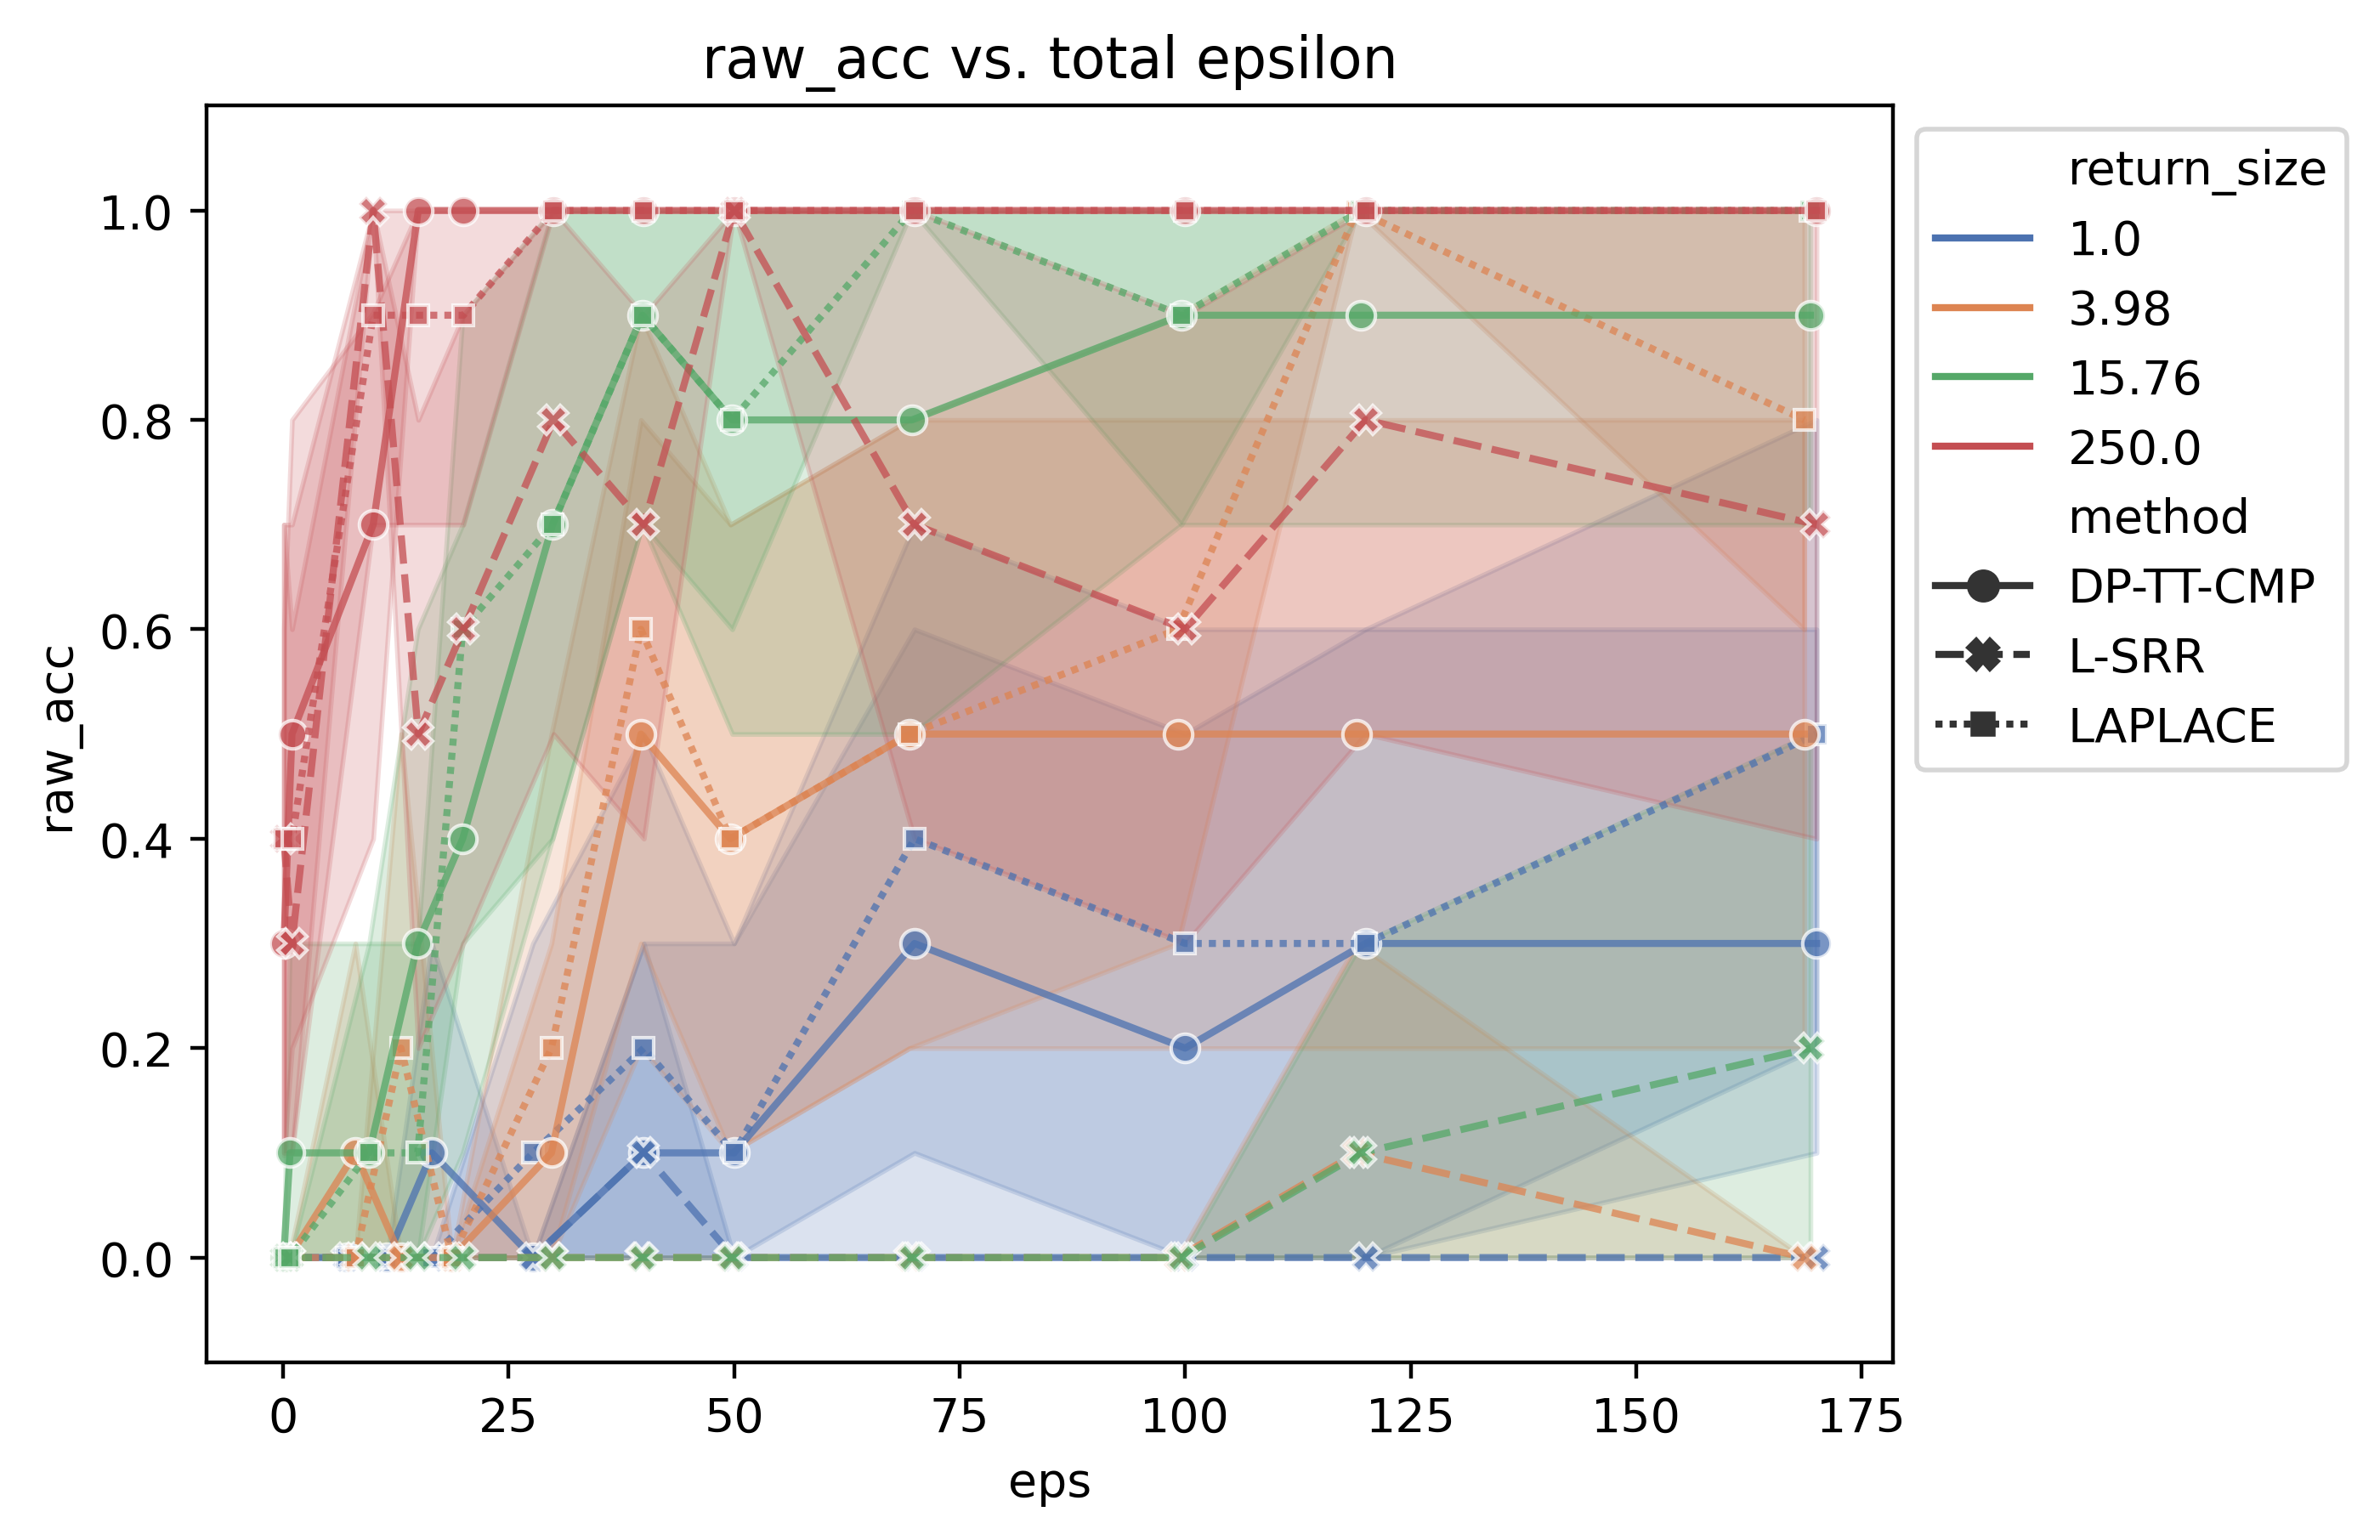 raw_acc vs. total epsilon
1.0
0.8
0.6
0.4
0.2
0.0
raw_acc
0 25 50 75 100 125 150 175
eps
return_size
1.0
3.98
15.76
250.0
method
DP-TT-CMP
L-SRR
LAPLACE